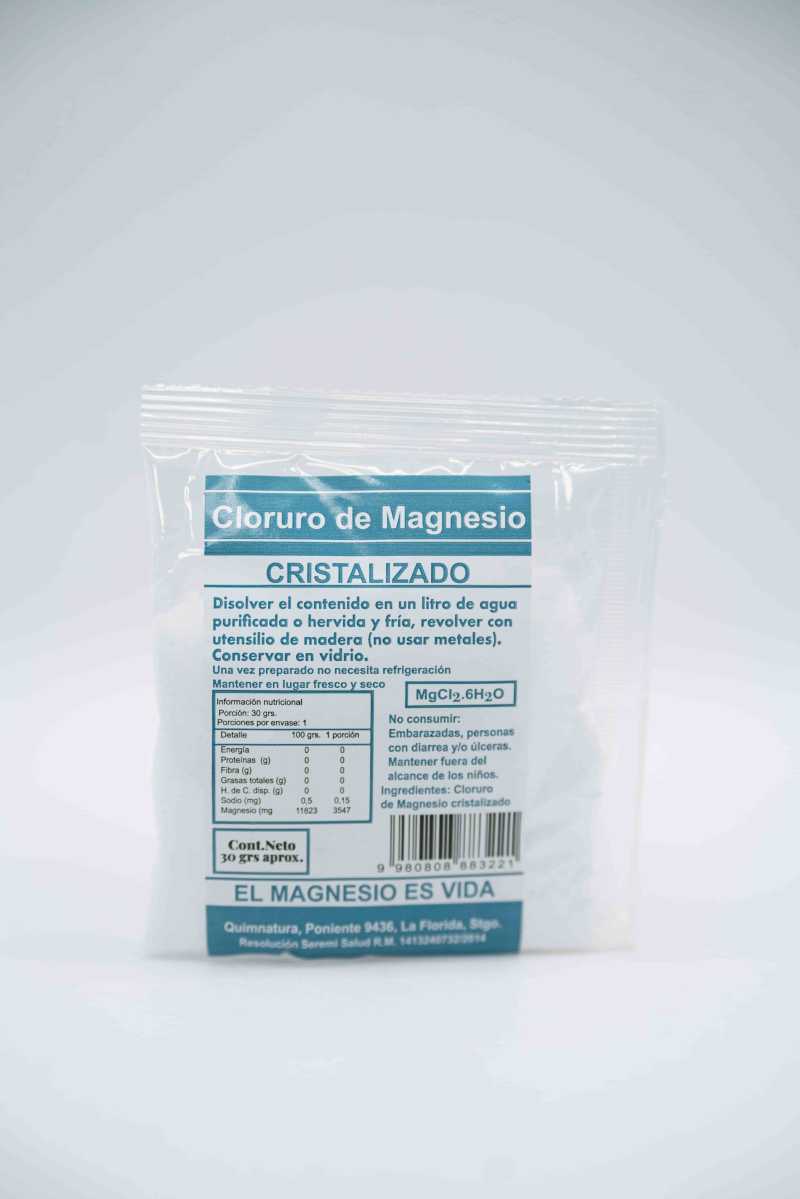 Cloruro de Magnesio
CRISTALIZADO
Disolver el contenido en un litro de agua
purificada o hervida y fría, revolver con
utensilio de madera (no usar metales).
Conservar en vidrio.
Una vez preparado no necesita refrigeración
Mantener en lugar fresco y seco
MgCl2.6H2O
Información nutricional
Porción: 30 grs.
Porciones por envase: 1
Detalle 100 grs. 1 porción
Energía 0 0
Proteínas (g) 0 0
Fibra (g) 0 0
Grasas totales (g) 0 0
H. de C. disp. (g) 0 0
Sodio (mg) 0,5 0,15
Magnesio (mg 11823 3547
No consumir:
Embarazadas, personas
con diarrea y/o úlceras.
Mantener fuera del
alcance de los niños.
Ingredientes: Cloruro
de Magnesio cristalizado
Cont.Neto
30 grs aprox.
9 980808 883221
EL MAGNESIO ES VIDA
Quimnatura, Poniente 9436, La Florida, Stgo.
Resolución Seremi Salud R.M. 1413240732/2014